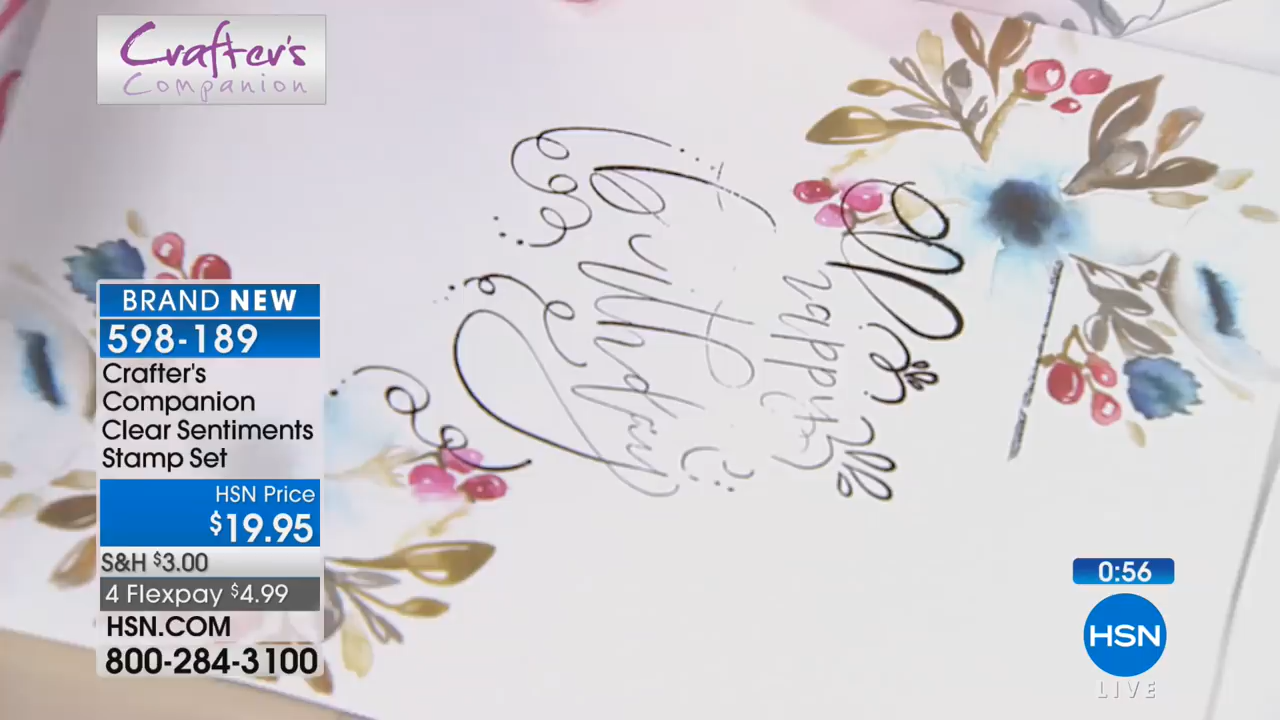 Crafter's
Companion
BRAND NEW
598-189
Crafter's
Companion
Clear Sentiments
Stamp Set
HSN Price
$19.95
S&H $3.00
4 Flexpay $4.99
HSN.COM
800-284-3100
happy
birthday
0:56
HSN
LIVE